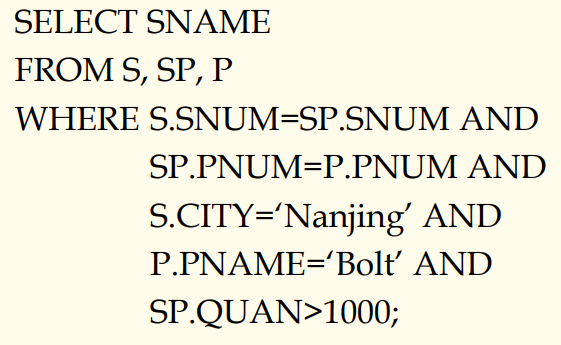 SELECT SNAME
FROM S, SP, P
WHERE S.SNUM=SP.SNUM AND
SP.PNUM=P.PNUM AND
S.CITY=‘Nanjing’ AND
P.PNAME=‘Bolt’ AND
SP.QUAN>1000;